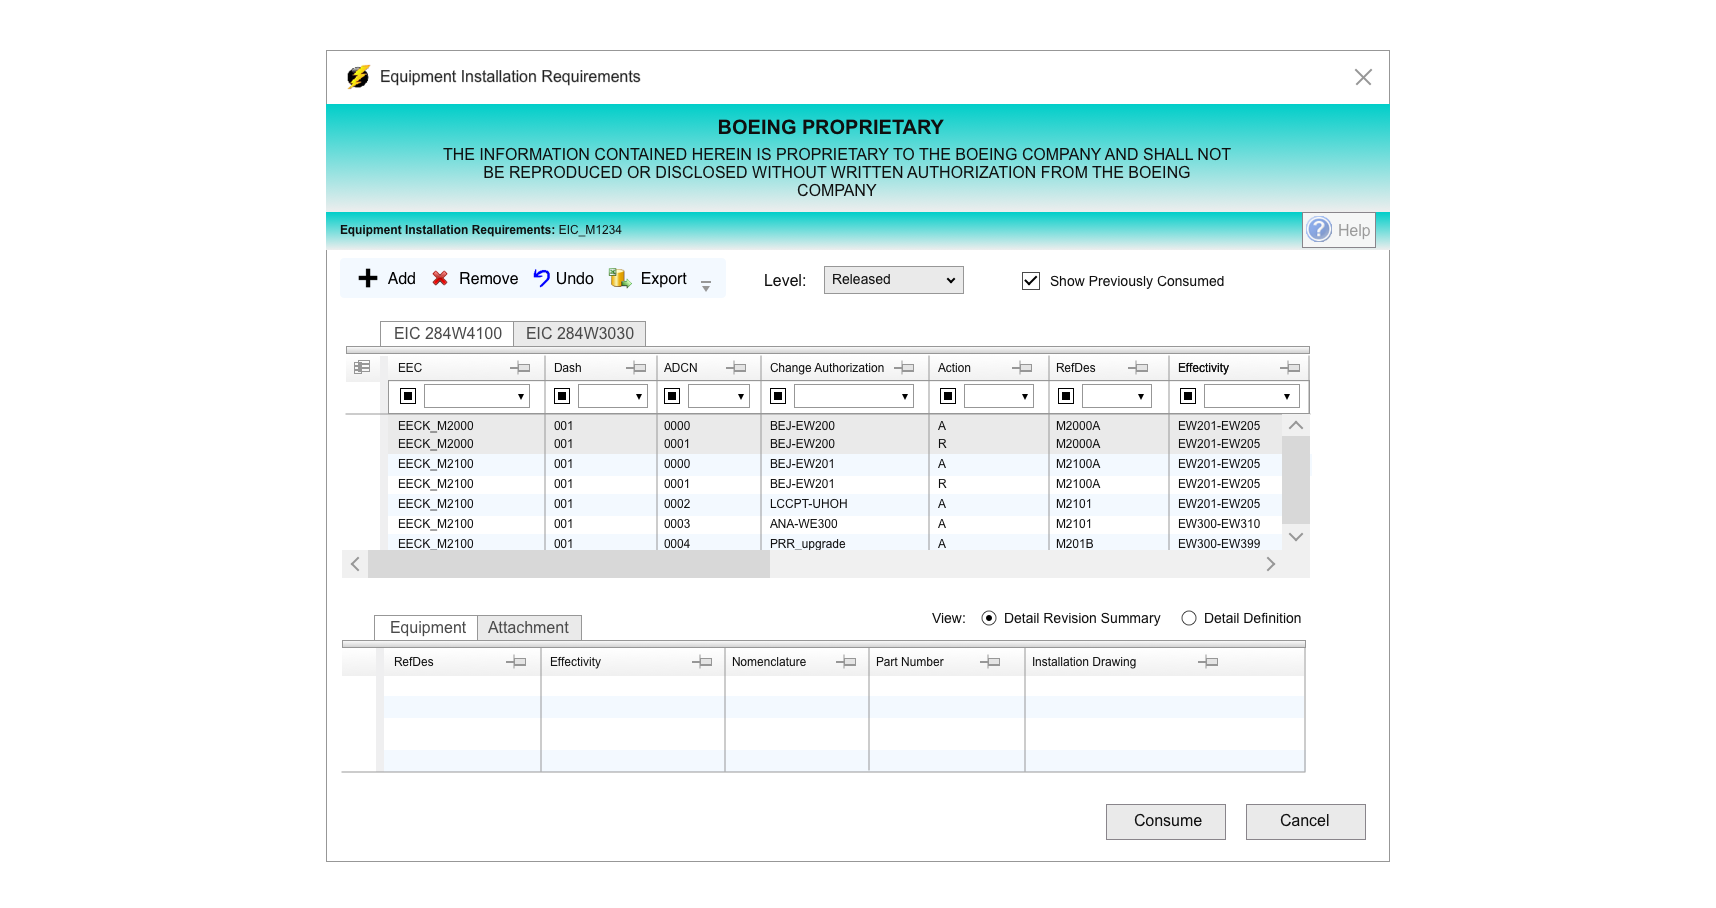 Equipment Installation Requirements
BOEING PROPRIETARY
THE INFORMATION CONTAINED HEREIN IS PROPRIETARY TO THE BOEING COMPANY AND SHALL NOT
BE REPRODUCED OR DISCLOSED WITHOUT WRITTEN AUTHORIZATION FROM THE BOEING
COMPANY
Equipment Installation Requirements: EIC_M1234
? Help
Add Remove Undo Export Level: Released Show Previously Consumed
EIC 284W4100 EIC 284W3030
EEC Dash ADCN Change Authorization Action RefDes Effectivity
EECK_M2000 001 0000 BEJ-EW200 A M2000A EW201-EW205
EECK_M2000 001 0001 BEJ-EW200 R M2000A EW201-EW205
EECK_M2100 001 0000 BEJ-EW201 A M2100A EW201-EW205
EECK_M2100 001 0001 BEJ-EW201 R M2100A EW201-EW205
EECK_M2100 001 0002 LCCPT-UHOH A M2101 EW201-EW205
EECK_M2100 001 0003 ANA-WE300 A M2101 EW300-EW310
EECK_M2100 001 0004 PRR_upgrade A M201B EW300-EW399
View: Detail Revision Summary Detail Definition
Equipment Attachment
RefDes Effectivity Nomenclature Part Number Installation Drawing
Consume Cancel